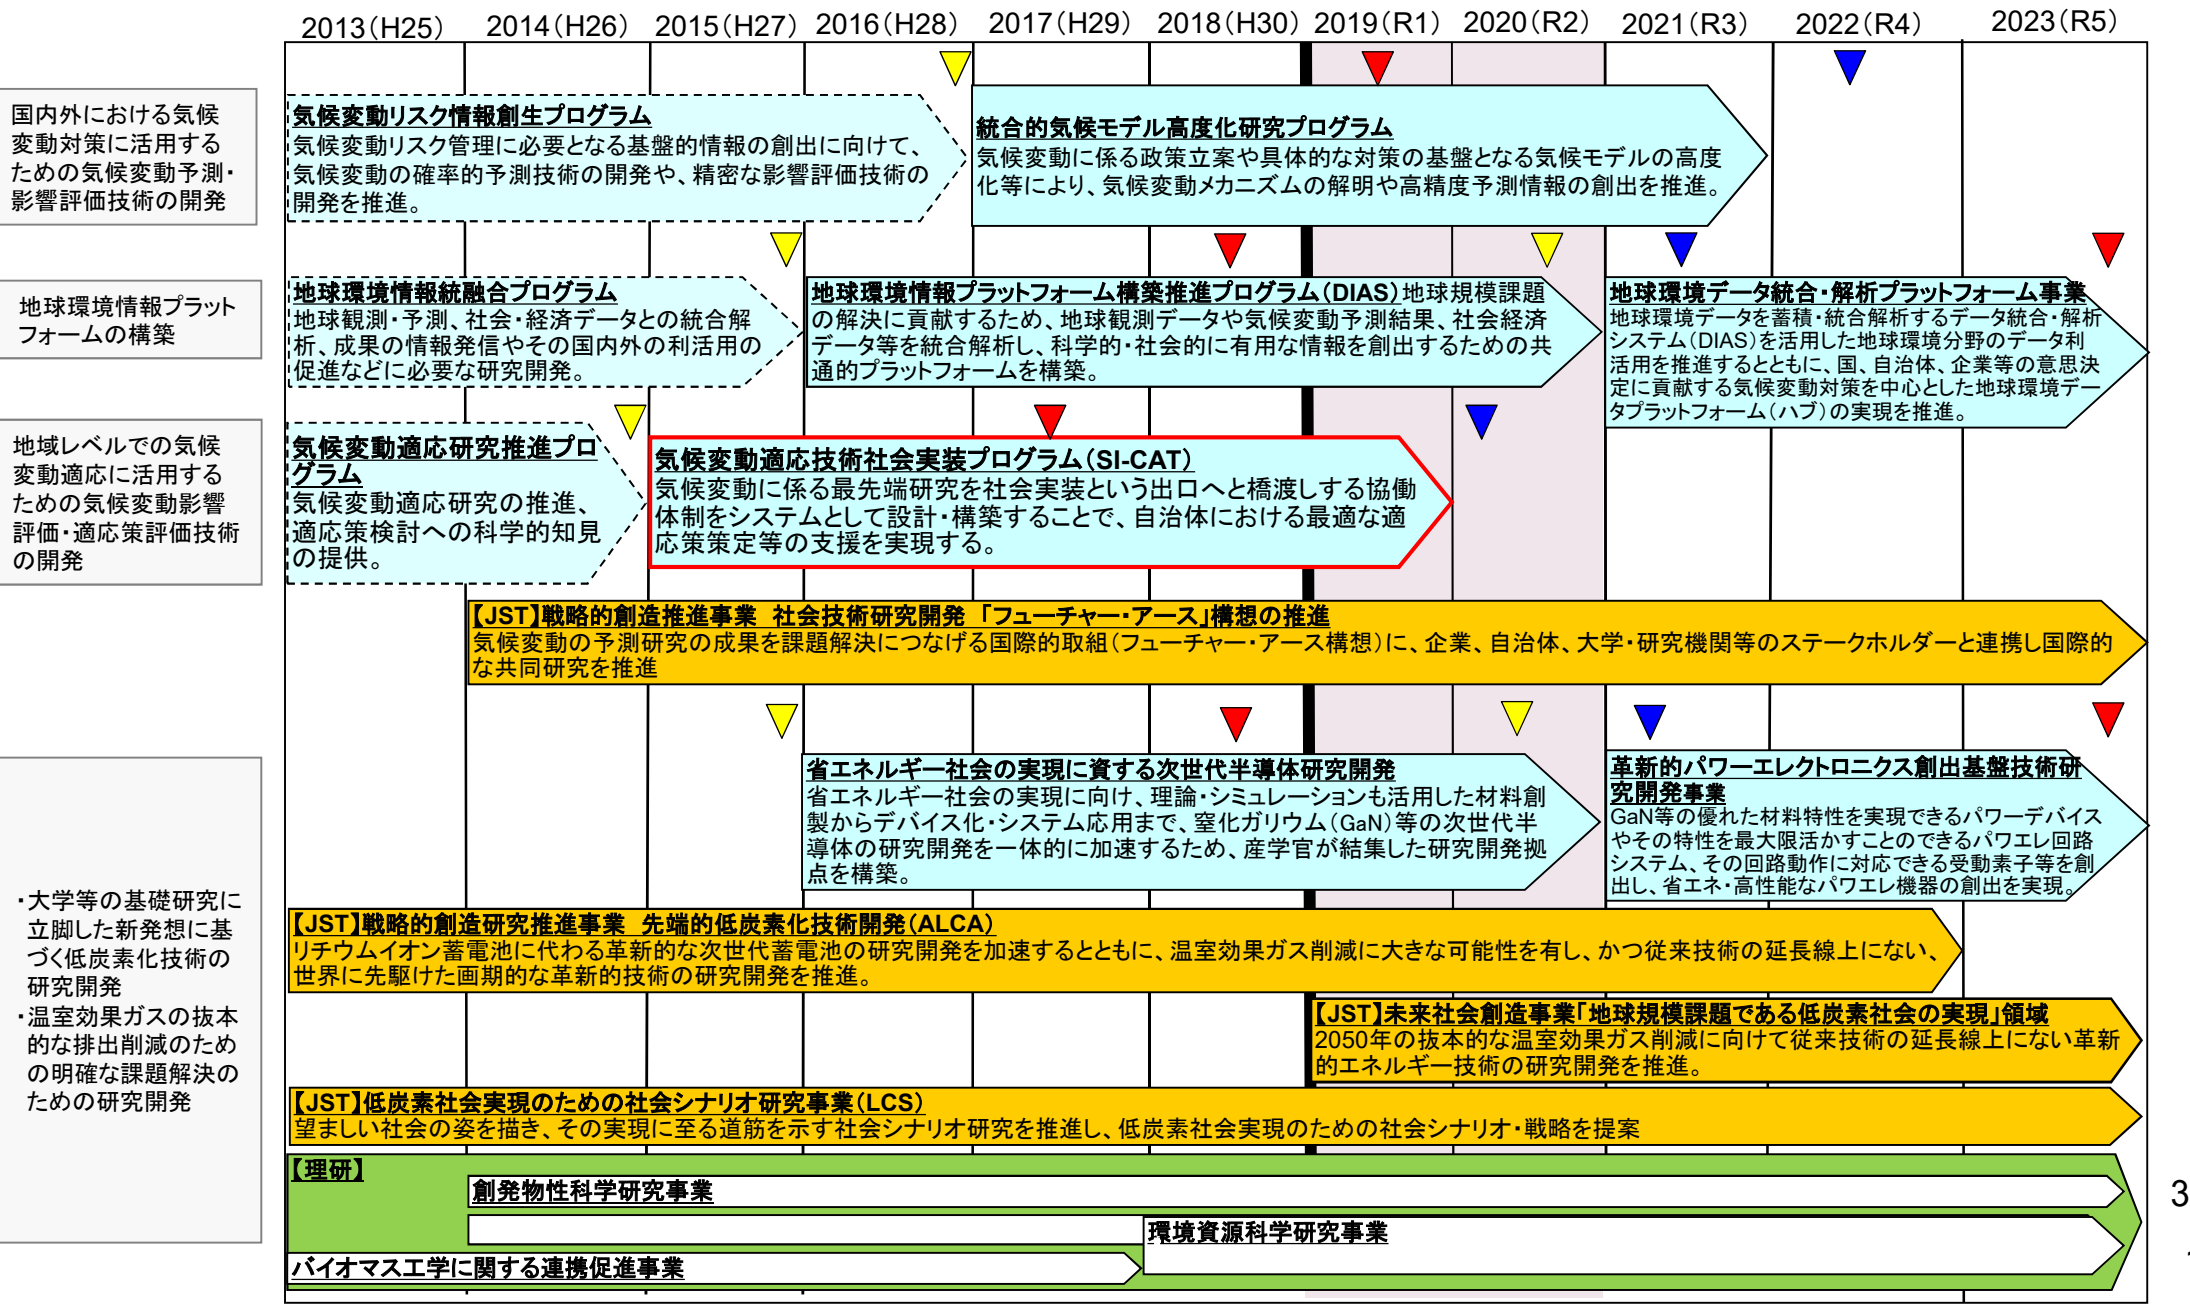 2013(H25) 2014(H26) 2015(H27) 2016(H28) 2017(H29) 2018(H30) 2019(R1) 2020(R2) 2021(R3) 2022(R4) 2023(R5)
国内外における気候
変動対策に活用する
ための気候変動予測・
影響評価技術の開発
気候変動リスク情報創生プログラム
気候変動リスク管理に必要となる基盤的情報の創出に向けて、
気候変動の確率的予測技術の開発や、精密な影響評価技術の
開発を推進。
統合的気候モデル高度化研究プログラム
気候変動に係る政策立案や具体的な対策の基盤となる気候モデルの高度
化等により、気候変動メカニズムの解明や高精度予測情報の創出を推進。
地球環境情報プラット
フォームの構築
地球環境情報統融合プログラム
地球観測・予測、社会・経済データとの統合解
析、成果の情報発信やその国内外の利活用の
促進などに必要な研究開発。
地球環境情報プラットフォーム構築推進プログラム(DIAS)地球規模課題
の解決に貢献するため、地球観測データや気候変動予測結果、社会経済
データ等を統合解析し、科学的・社会的に有用な情報を創出するための共
通的プラットフォームを構築。
地球環境データ統合・解析プラットフォーム事業
地球環境データを蓄積・統合解析するデータ統合・解析
システム(DIAS)を活用した地球環境分野のデータ利
活用を推進するとともに、国、自治体、企業等の意思決
定に貢献する気候変動対策を中心とした地球環境デー
タプラットフォーム(ハブ)の実現を推進。
地域レベルでの気候
変動適応に活用する
ための気候変動影響
評価・適応策評価技術
の開発
気候変動適応研究推進プロ
グラム
気候変動適応研究の推進、
適応策検討への科学的知見
の提供。
気候変動適応技術社会実装プログラム(SI-CAT)
気候変動に係る最先端研究を社会実装という出口へと橋渡しする協働
体制をシステムとして設計・構築することで、自治体における最適な適
応策策定等の支援を実現する。
【JST】戦略的創造推進事業 社会技術研究開発 「フューチャー・アース」構想の推進
気候変動の予測研究の成果を課題解決につなげる国際的取組(フューチャー・アース構想)に、企業、自治体、大学・研究機関等のステークホルダーと連携し国際的
な共同研究を推進
・大学等の基礎研究に
立脚した新発想に基
づく低炭素化技術の
研究開発
・温室効果ガスの抜本
的な排出削減のため
の明確な課題解決の
ための研究開発
省エネルギー社会の実現に資する次世代半導体研究開発
省エネルギー社会の実現に向け、理論・シミュレーションも活用した材料創
製からデバイス化・システム応用まで、窒化ガリウム(GaN)等の次世代半
導体の研究開発を一体的に加速するため、産学官が結集した研究開発拠
点を構築。
革新的パワーエレクトロニクス創出基盤技術研
究開発事業
GaN等の優れた材料特性を実現できるパワーデバイス
やその特性を最大限活かすことのできるパワエレ回路
システム、その回路動作に対応できる受動素子等を創
出し、省エネ・高性能なパワエレ機器の創出を実現。
【JST】戦略的創造研究推進事業 先端的低炭素化技術開発(ALCA)
リチウムイオン蓄電池に代わる革新的な次世代蓄電池の研究開発を加速するとともに、温室効果ガス削減に大きな可能性を有し、かつ従来技術の延長線上にない、
世界に先駆けた画期的な革新的技術の研究開発を推進。
【JST】未来社会創造事業「地球規模課題である低炭素社会の実現」領域
2050年の抜本的な温室効果ガス削減に向けて従来技術の延長線上にない革新
的エネルギー技術の研究開発を推進。
【JST】低炭素社会実現のための社会シナリオ研究事業(LCS)
望ましい社会の姿を描き、その実現に至る道筋を示す社会シナリオ研究を推進し、低炭素社会実現のための社会シナリオ・戦略を提案
【理研】
創発物性科学研究事業
環境資源科学研究事業
バイオマス工学に関する連携促進事業
3